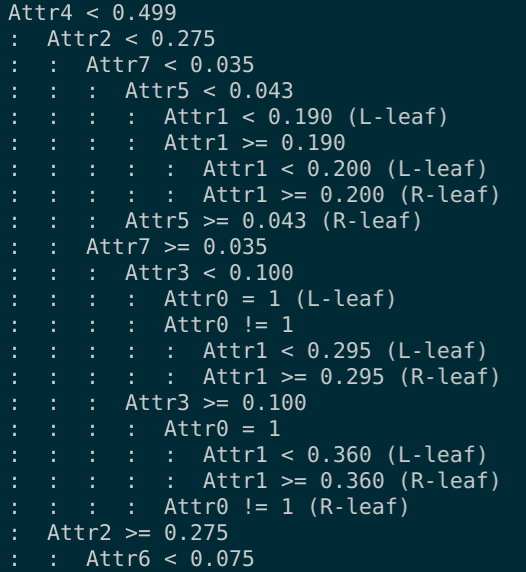 Attr4 < 0.499
:  Attr2 < 0.275
:  :  Attr7 < 0.035
:  :  :  Attr5 < 0.043
:  :  :  :  Attr1 < 0.190 (L-leaf)
:  :  :  :  Attr1 >= 0.190
:  :  :  :  :  Attr1 < 0.200 (L-leaf)
:  :  :  :  :  Attr1 >= 0.200 (R-leaf)
:  :  :  Attr5 >= 0.043 (R-leaf)
:  :  Attr7 >= 0.035
:  :  :  Attr3 < 0.100
:  :  :  :  Attr0 = 1 (L-leaf)
:  :  :  :  Attr0 != 1
:  :  :  :  :  Attr1 < 0.295 (L-leaf)
:  :  :  :  :  Attr1 >= 0.295 (R-leaf)
:  :  :  Attr3 >= 0.100
:  :  :  :  Attr0 = 1
:  :  :  :  :  Attr1 < 0.360 (L-leaf)
:  :  :  :  :  Attr1 >= 0.360 (R-leaf)
:  :  :  :  Attr0 != 1 (R-leaf)
:  Attr2 >= 0.275
:  :  Attr6 < 0.075